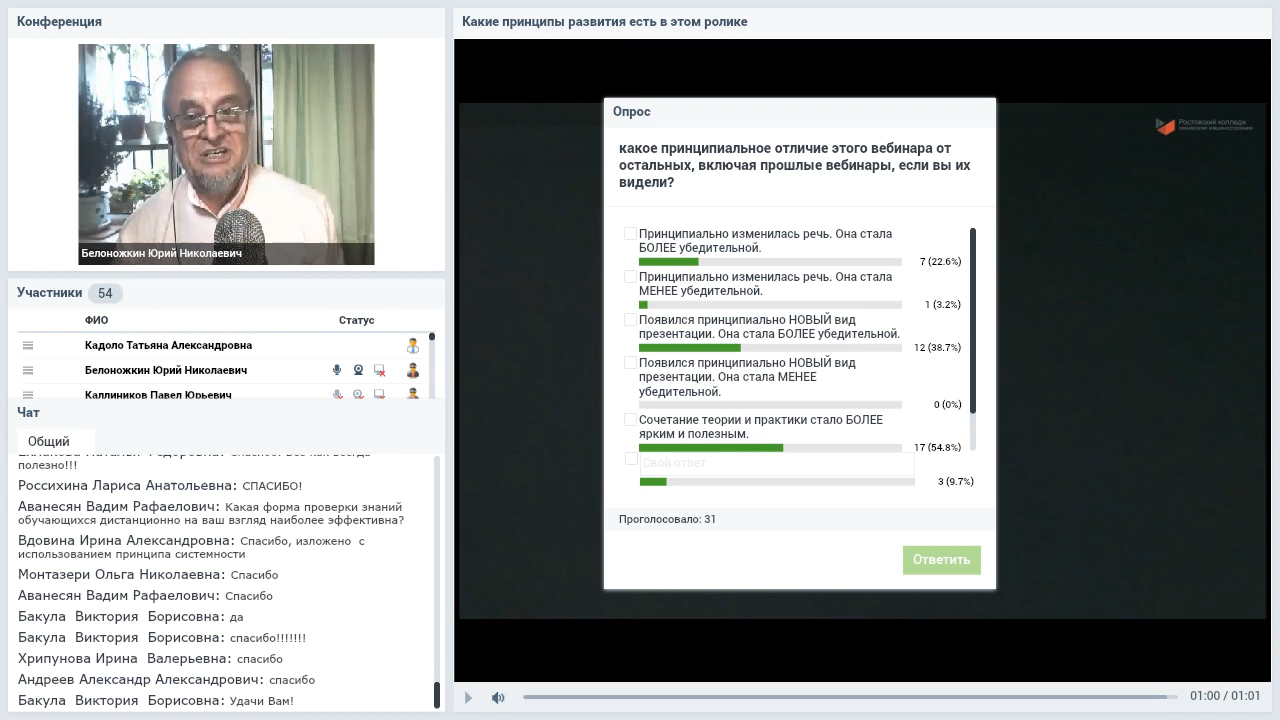 Конференция
Белоножкин Юрий Николаевич
Участники 54
ФИО Статус
Кадоло Татьяна Александровна
Белоножкин Юрий Николаевич
Каллиников Павел Юрьевич
Чат
Общий
полезно!!!
Россихина Лариса Анатольевна: СПАСИБО!
Аванесян Вадим Рафаелович: Какая форма проверки знаний
обучающихся дистанционно на ваш взгляд наиболее эффективна?
Вдовина Ирина Александровна: Спасибо, изложено с
использованием принципа системности
Монтазери Ольга Николаевна: Спасибо
Аванесян Вадим Рафаелович: Спасибо
Бакула Виктория Борисовна: да
Бакула Виктория Борисовна: спасибо!!!!!!!
Хрипунова Ирина Валерьевна: спасибо
Андреев Александр Александрович: спасибо
Бакула Виктория Борисовна: Удачи Вам!
Какие принципы развития есть в этом ролике
Ростовский колледж
технологий машиностроения
Опрос
какое принципиальное отличие этого вебинара от
остальных, включая прошлые вебинары, если вы их
видели?
Принципиально изменилась речь. Она стала
БОЛЕЕ убедительной.
7 (22.6%)
Принципиально изменилась речь. Она стала
МЕНЕЕ убедительной.
1 (3.2%)
Появился принципиально НОВЫЙ вид
презентации. Она стала БОЛЕЕ убедительной.
12 (38.7%)
Появился принципиально НОВЫЙ вид
презентации. Она стала МЕНЕЕ
убедительной.
0 (0%)
Сочетание теории и практики стало БОЛЕЕ
ярким и полезным.
17 (54.8%)
Свой ответ
3 (9.7%)
Проголосовало: 31
Ответить
01:00 / 01:01